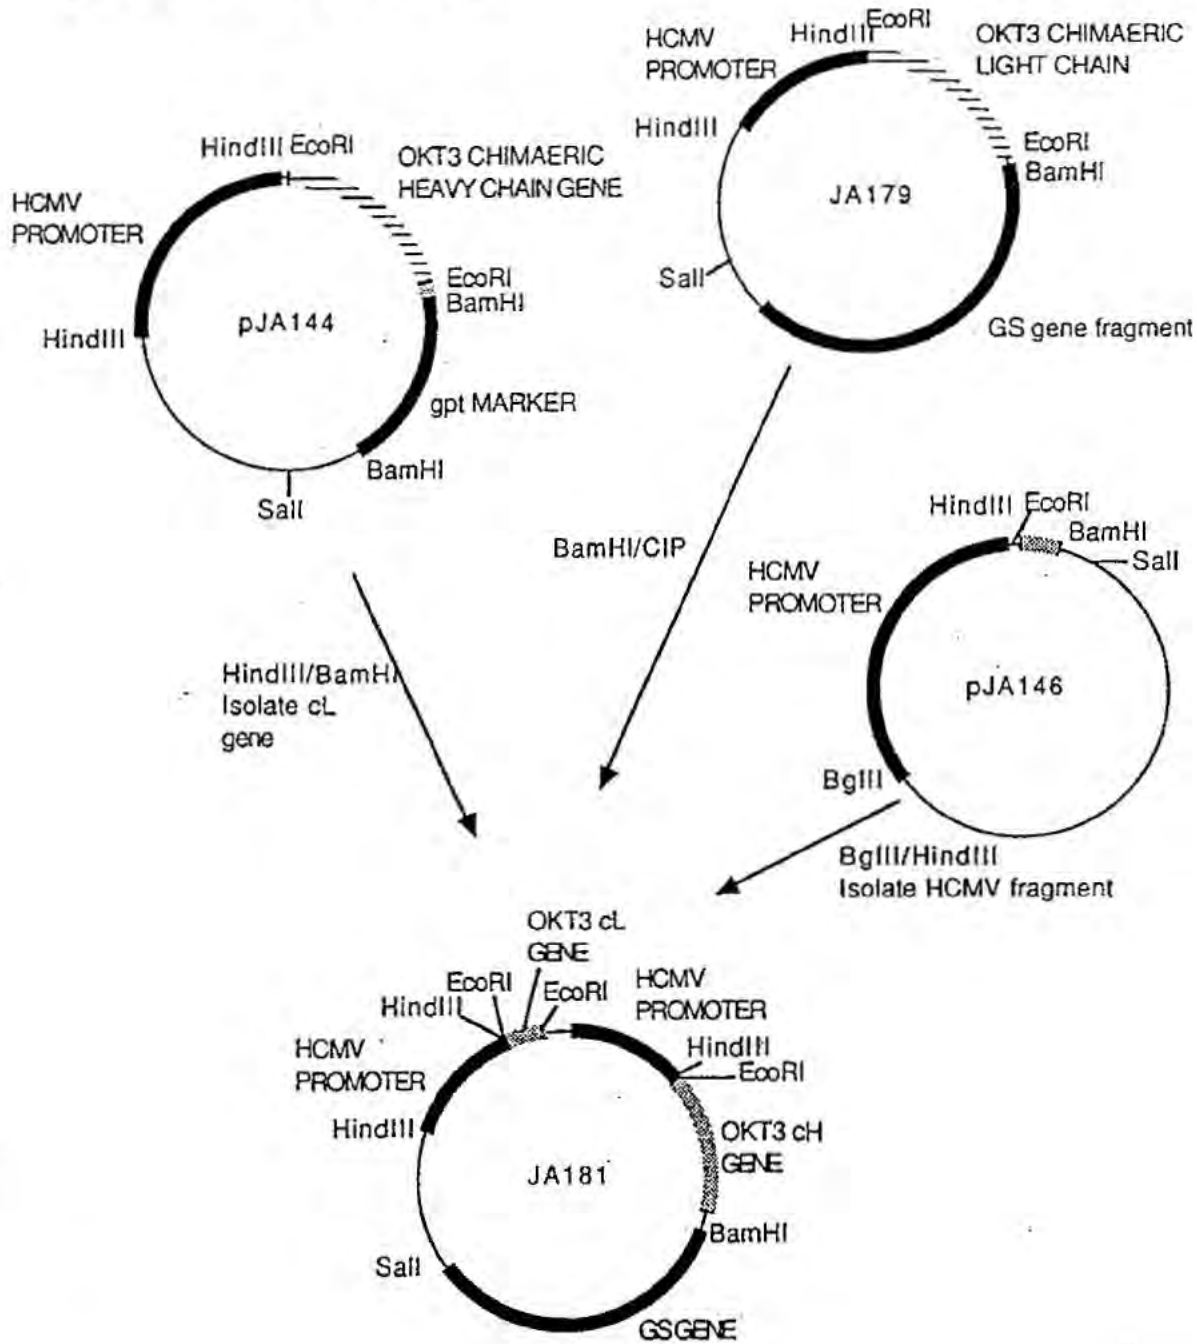 HCMV
PROMOTER
HindIII
EcoRI
OKT3 CHIMAERIC
LIGHT CHAIN
HindIII
EcoRI
BamHI
JA179
SalI
GS gene fragment
HindIII EcoRI
OKT3 CHIMAERIC
HEAVY CHAIN GENE
HCMV
PROMOTER
EcoRI
BamHI
pJA144
HindIII
gpt MARKER
BamHI
SalI
BamHI/CIP
HindIII EcoRI
BamHI
SalI
HCMV
PROMOTER
pJA146
BglII
HindIII/BamHI
Isolate cL
gene
BglII/HindIII
Isolate HCMV fragment
OKT3 cL
GENE
EcoRI
EcoRI
HindIII
HCMV
PROMOTER
HCMV
PROMOTER
HindIII
EcoRI
HindIII
OKT3 cH
GENE
JA181
BamHI
SalI
GS GENE